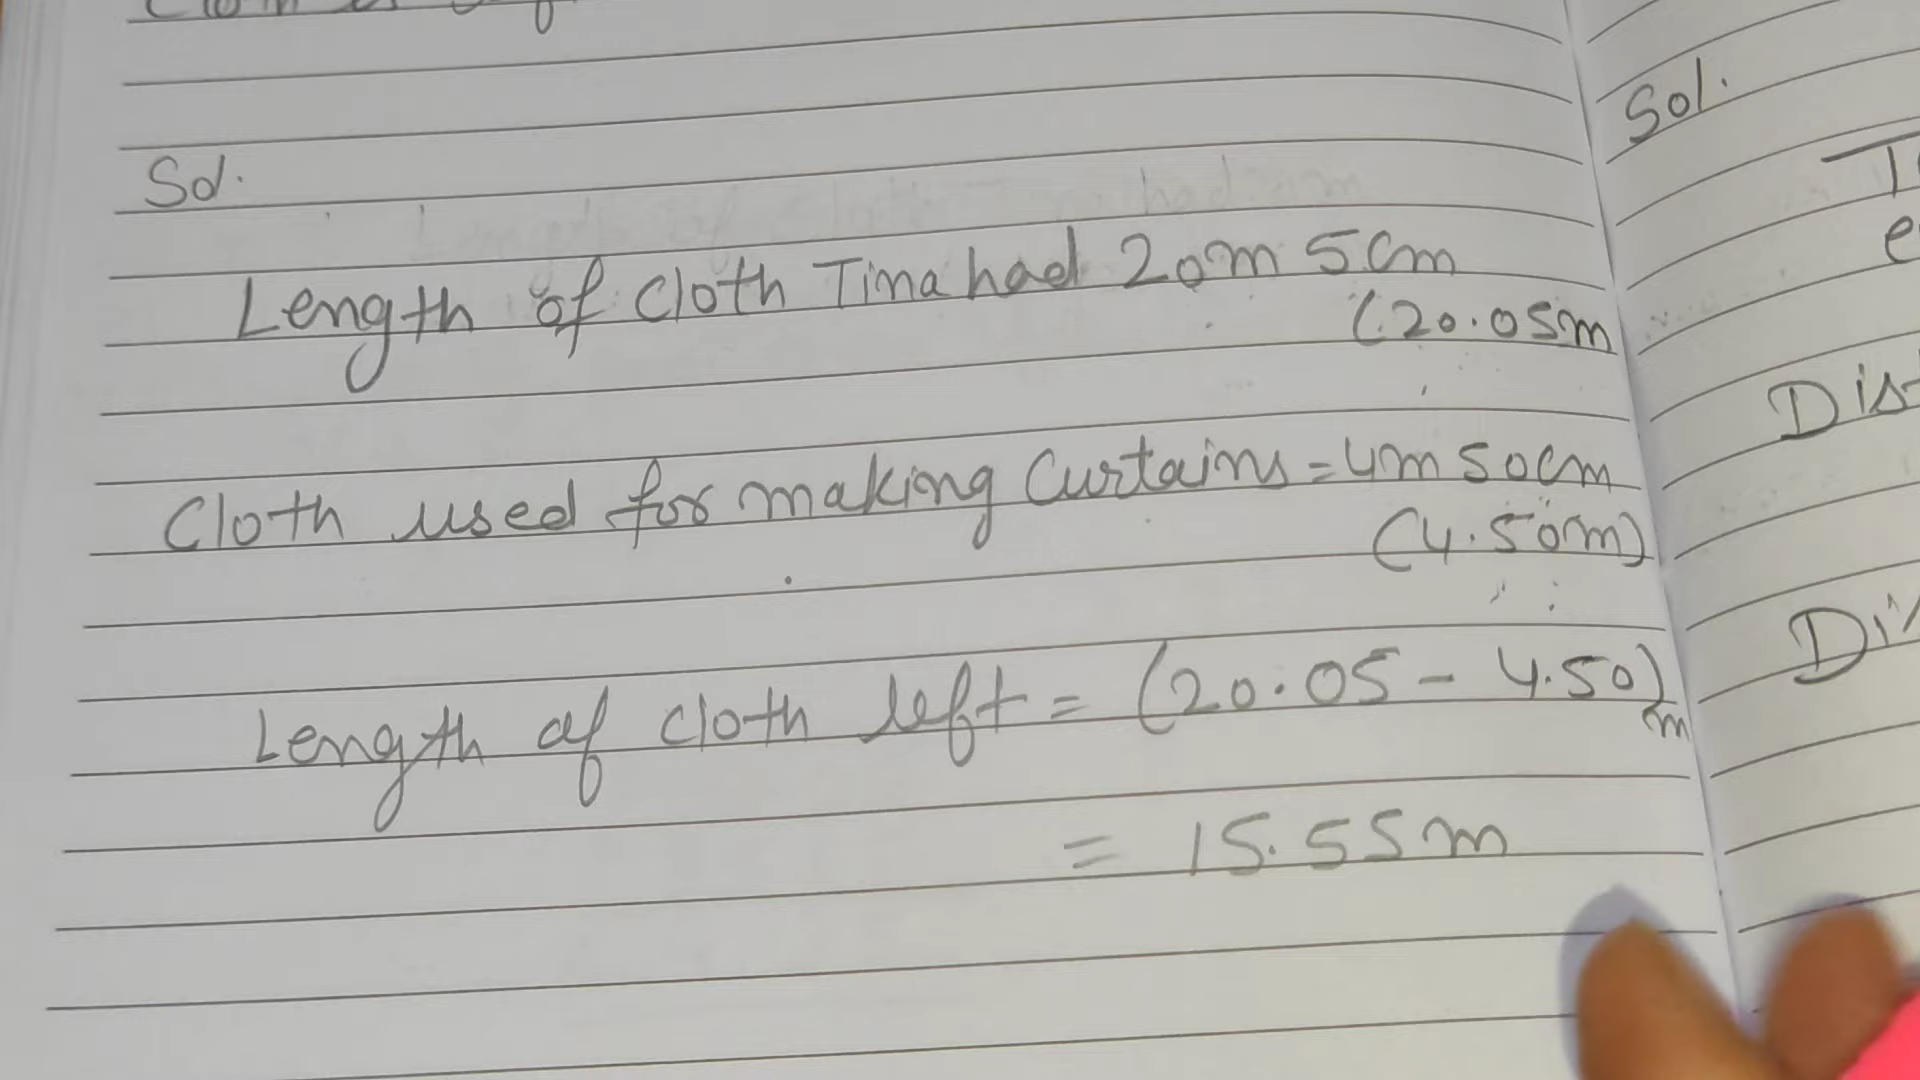 Sol.
Length of Cloth Tina had 20m 5cm
(20.05m
Cloth used for making Curtains = 4m 50cm
(4.50m)
Length of cloth left = (20.05 - 4.50)
m
= 15.55m
Sol.
Dis